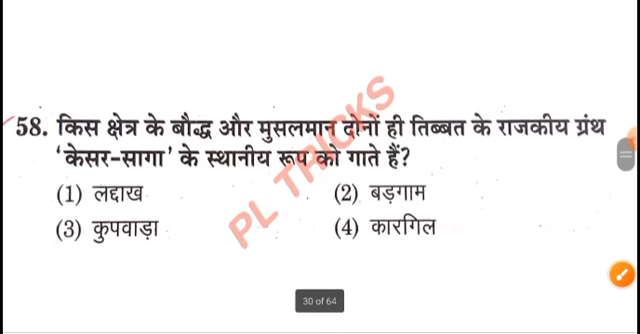 58. किस क्षेत्र के बौद्ध और मुसलमान दोनों ही तिब्बत के राजकीय ग्रंथ
‘केसर-सागा’ के स्थानीय रूप को गाते हैं?
(1) लद्दाख (2) बड़गाम
(3) कुपवाड़ा (4) कारगिल
PL TRICKS
30 of 64